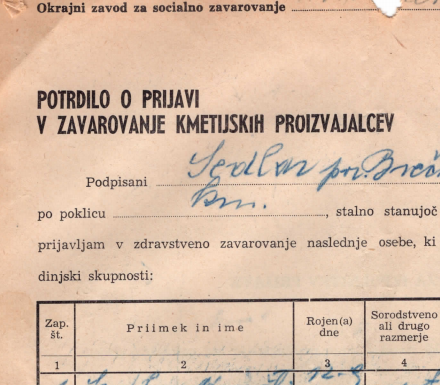 Okrajni zavod za socialno zavarovanje
POTRDILO O PRIJAVI
V ZAVAROVANJE KMETIJSKIH PROIZVAJALCEV
Podpisani Sedlar
po poklicu km. , stalno stanujoč
prijavljam v zdravstveno zavarovanje naslednje osebe, ki
dinjski skupnosti:
Zap. št. Priimek in ime Rojen(a) dne Sorodstveno ali drugo razmerje
1 2 3 4